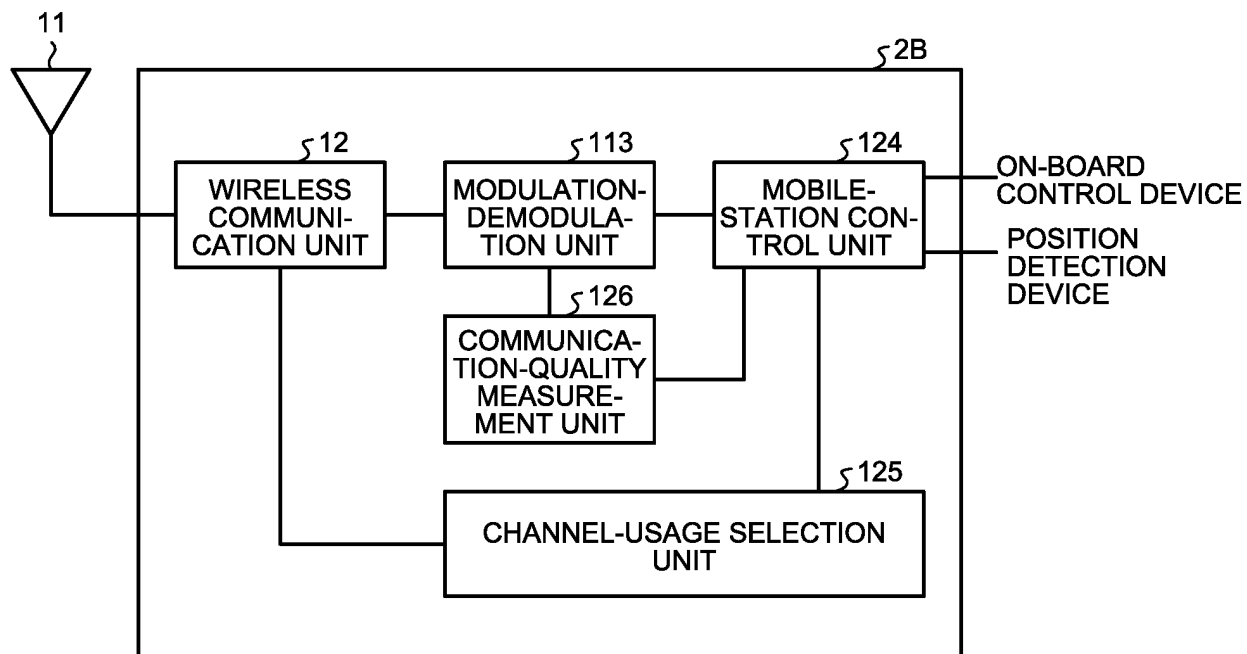 11
2B
12
113
124
WIRELESS
COMMUNI-
CATION UNIT
MODULATION-
DEMODULA-
TION UNIT
MOBILE-
STATION CON-
TROL UNIT
ON-BOARD
CONTROL DEVICE
POSITION
DETECTION
DEVICE
126
COMMUNICA-
TION-QUALITY
MEASURE-
MENT UNIT
125
CHANNEL-USAGE SELECTION
UNIT